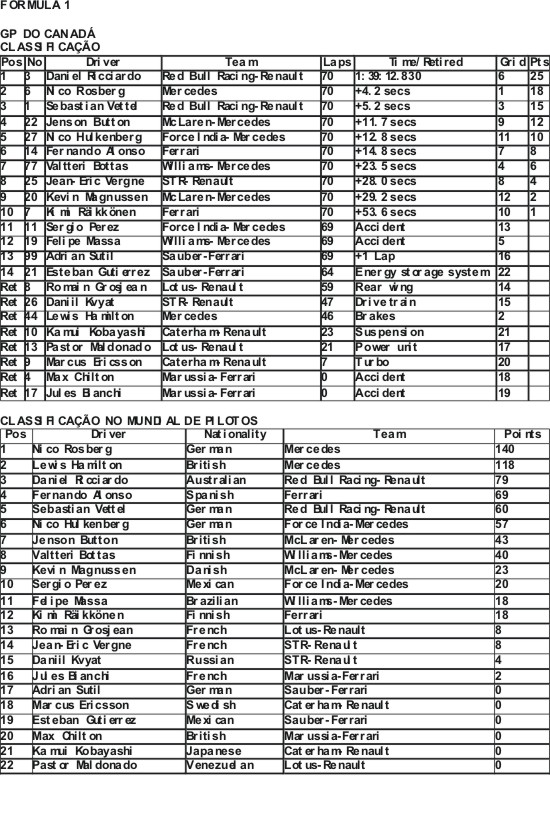 FORMULA 1
GP DO CANADÁ
CLASSIFICAÇÃO
Pos No Driver Team Laps Time/Retired Grid Pts
1 3 Daniel Ricciardo Red Bull Racing-Renault 70 1:39:12.830 6 25
2 6 Nico Rosberg Mercedes 70 +4.2 secs 1 18
3 1 Sebastian Vettel Red Bull Racing-Renault 70 +5.2 secs 3 15
4 22 Jenson Button McLaren-Mercedes 70 +11.7 secs 9 12
5 27 Nico Hulkenberg Force India-Mercedes 70 +12.8 secs 11 10
6 14 Fernando Alonso Ferrari 70 +14.8 secs 7 8
7 77 Valtteri Bottas Williams-Mercedes 70 +23.5 secs 4 6
8 25 Jean-Eric Vergne STR-Renault 70 +28.0 secs 8 4
9 20 Kevin Magnussen McLaren-Mercedes 70 +29.2 secs 12 2
10 7 Kimi Räikkönen Ferrari 70 +53.6 secs 10 1
11 11 Sergio Perez Force India-Mercedes 69 Accident 13
12 19 Felipe Massa Williams-Mercedes 69 Accident 5
13 99 Adrian Sutil Sauber-Ferrari 69 +1 Lap 16
14 21 Esteban Gutierrez Sauber-Ferrari 64 Energy storage system 22
Ret 8 Romain Grosjean Lotus-Renault 59 Rear wing 14
Ret 26 Daniil Kvyat STR-Renault 47 Drivetrain 15
Ret 44 Lewis Hamilton Mercedes 46 Brakes 2
Ret 10 Kamui Kobayashi Caterham-Renault 23 Suspension 21
Ret 13 Pastor Maldonado Lotus-Renault 21 Power unit 17
Ret 9 Marcus Ericsson Caterham-Renault 7 Turbo 20
Ret 4 Max Chilton Marussia-Ferrari 0 Accident 18
Ret 17 Jules Bianchi Marussia-Ferrari 0 Accident 19
CLASSIFICAÇÃO NO MUNDIAL DE PILOTOS
Pos Driver Nationality Team Points
1 Nico Rosberg German Mercedes 140
2 Lewis Hamilton British Mercedes 118
3 Daniel Ricciardo Australian Red Bull Racing-Renault 79
4 Fernando Alonso Spanish Ferrari 69
5 Sebastian Vettel German Red Bull Racing-Renault 60
6 Nico Hulkenberg German Force India-Mercedes 57
7 Jenson Button British McLaren-Mercedes 43
8 Valtteri Bottas Finnish Williams-Mercedes 40
9 Kevin Magnussen Danish McLaren-Mercedes 23
10 Sergio Perez Mexican Force India-Mercedes 20
11 Felipe Massa Brazilian Williams-Mercedes 18
12 Kimi Räikkönen Finnish Ferrari 18
13 Romain Grosjean French Lotus-Renault 8
14 Jean-Eric Vergne French STR-Renault 8
15 Daniil Kvyat Russian STR-Renault 4
16 Jules Bianchi French Marussia-Ferrari 2
17 Adrian Sutil German Sauber-Ferrari 0
18 Marcus Ericsson Swedish Caterham-Renault 0
19 Esteban Gutierrez Mexican Sauber-Ferrari 0
20 Max Chilton British Marussia-Ferrari 0
21 Kamui Kobayashi Japanese Caterham-Renault 0
22 Pastor Maldonado Venezuelan Lotus-Renault 0